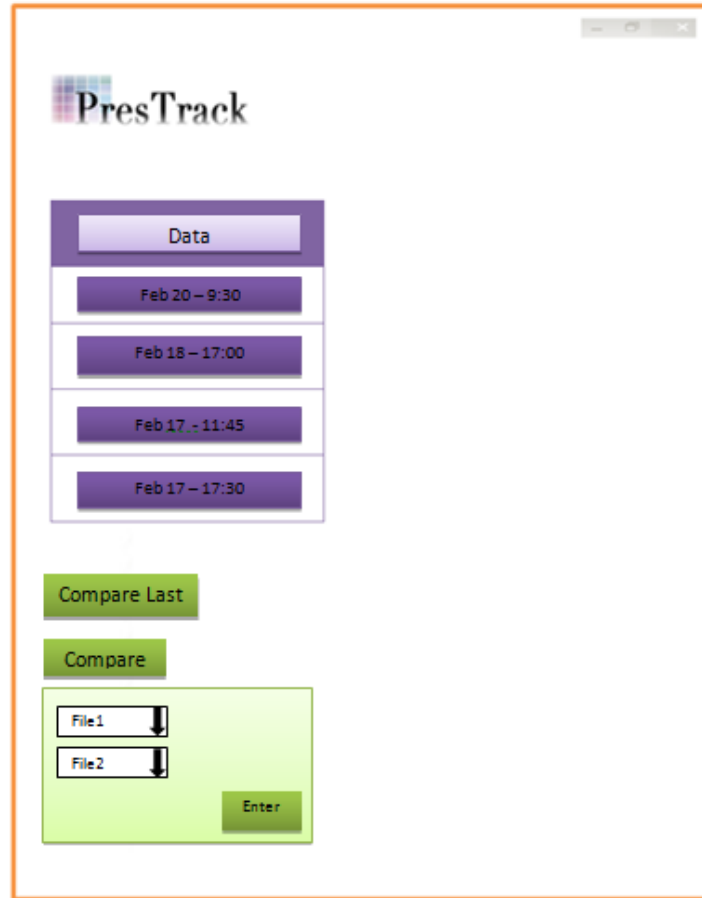 PresTrack
Data
Feb 20 – 9:30
Feb 18 – 17:00
Feb 17 - 11:45
Feb 17 – 17:30
Compare Last
Compare
File1
File2
Enter